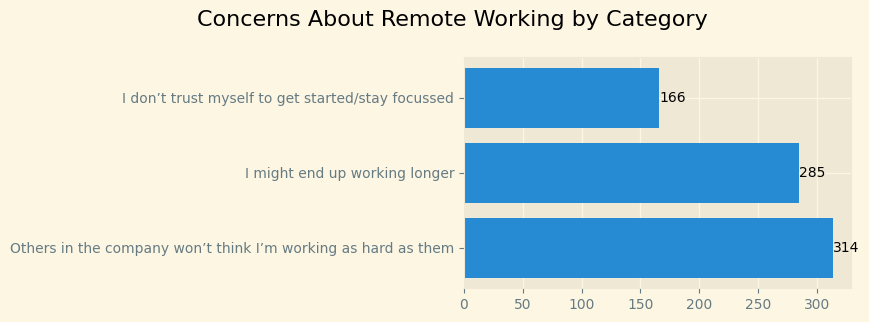 Concerns About Remote Working by Category
I don’t trust myself to get started/stay focussed
166
I might end up working longer
285
Others in the company won’t think I’m working as hard as them
314
0 50 100 150 200 250 300